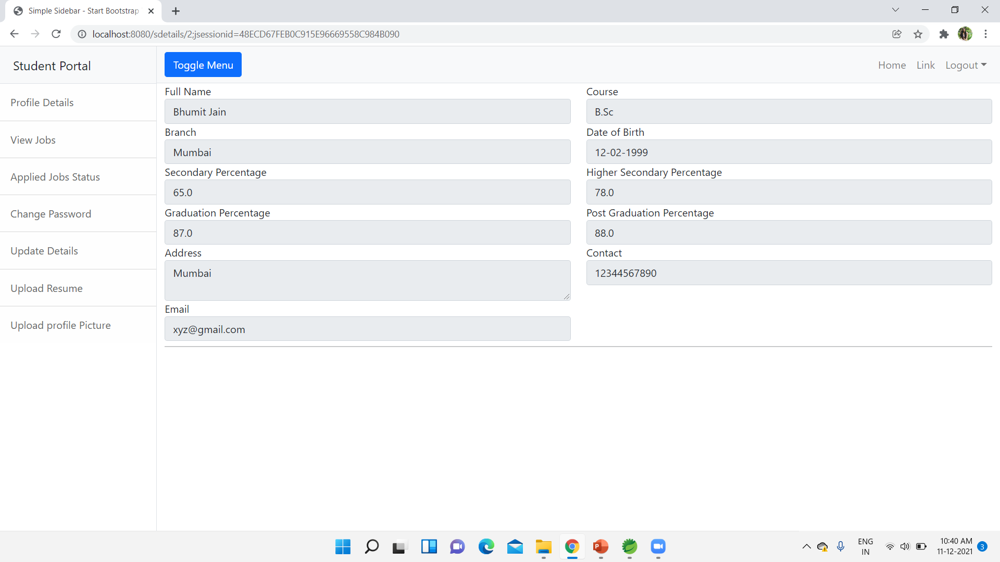 Simple Sidebar - Start Bootstrap
localhost:8080/sdetails/2;jsessionid=48ECD67FEB0C915E96669558C984B090
Student Portal
Toggle Menu
Home Link Logout
Profile Details
View Jobs
Applied Jobs Status
Change Password
Update Details
Upload Resume
Upload profile Picture
Full Name
Bhumit Jain
Course
B.Sc
Branch
Mumbai
Date of Birth
12-02-1999
Secondary Percentage
65.0
Higher Secondary Percentage
78.0
Graduation Percentage
87.0
Post Graduation Percentage
88.0
Address
Mumbai
Contact
12344567890
Email
xyz@gmail.com
P
ENG
IN
10:40 AM
11-12-2021
3